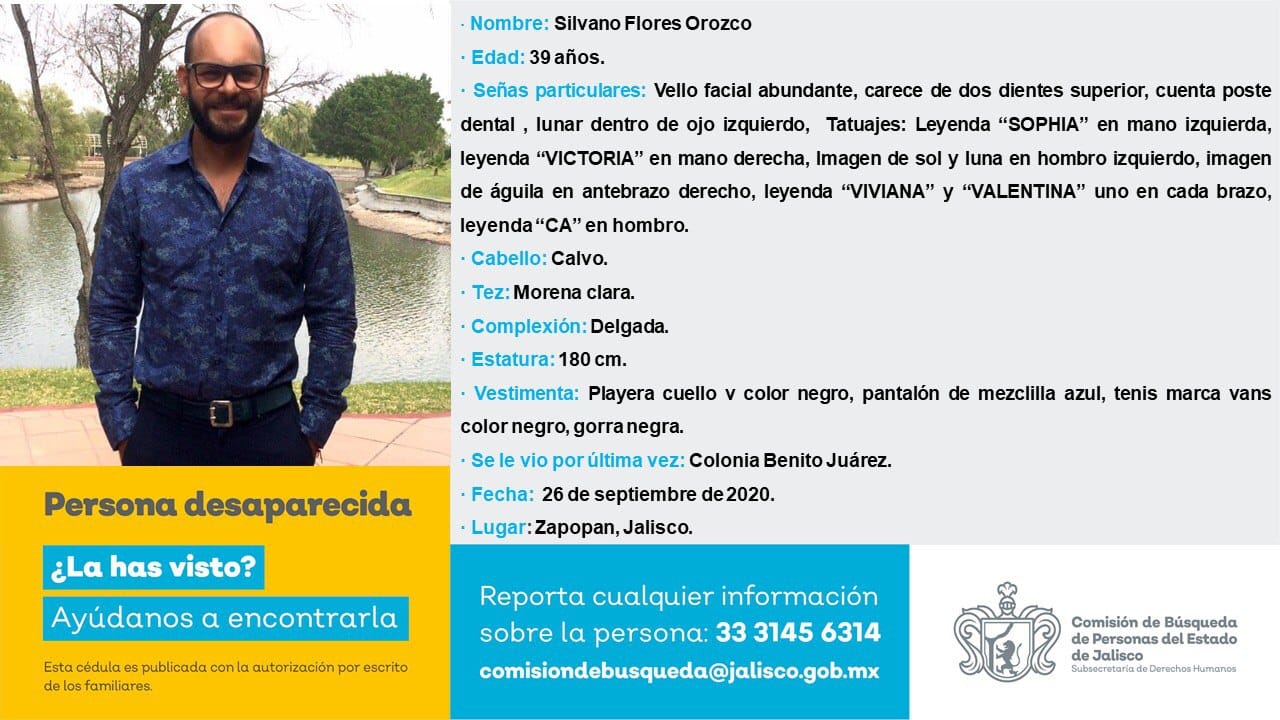 · Nombre: Silvano Flores Orozco
· Edad: 39 años.
· Señas particulares: Vello facial abundante, carece de dos dientes superior, cuenta poste
dental , lunar dentro de ojo izquierdo, Tatuajes: Leyenda “SOPHIA” en mano izquierda,
leyenda “VICTORIA” en mano derecha, Imagen de sol y luna en hombro izquierdo, imagen
de águila en antebrazo derecho, leyenda “VIVIANA” y “VALENTINA” uno en cada brazo,
leyenda “CA” en hombro.
· Cabello: Calvo.
· Tez: Morena clara.
· Complexión: Delgada.
· Estatura: 180 cm.
· Vestimenta: Playera cuello v color negro, pantalón de mezclilla azul, tenis marca vans
color negro, gorra negra.
· Se le vio por última vez: Colonia Benito Juárez.
· Fecha: 26 de septiembre de 2020.
· Lugar: Zapopan, Jalisco.
Persona desaparecida
¿La has visto?
Ayúdanos a encontrarla
Esta cédula es publicada con la autorización por escrito
de los familiares.
Reporta cualquier información
sobre la persona: 33 3145 6314
comisiondebusqueda@jalisco.gob.mx
Comisión de Búsqueda
de Personas del Estado
de Jalisco
Subsecretaría de Derechos Humanos